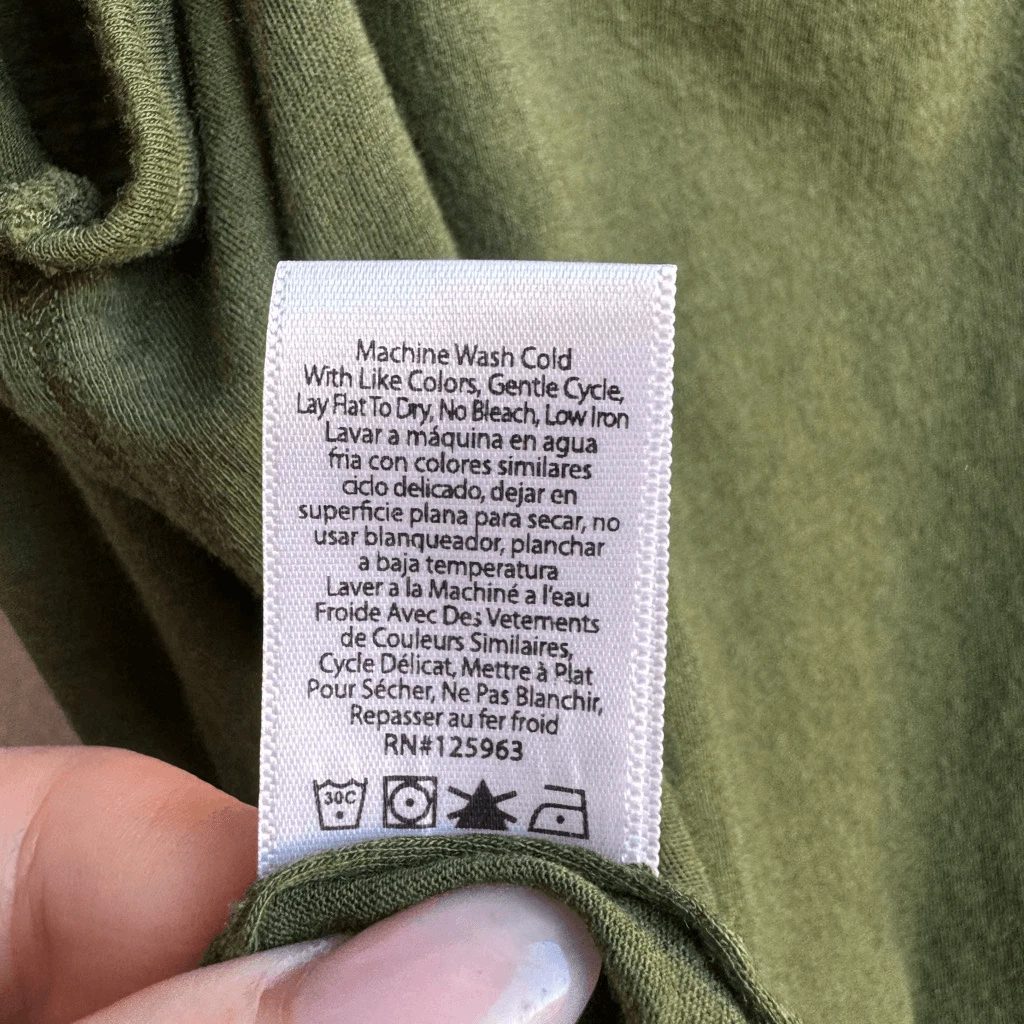 Machine Wash Cold
With Like Colors, Gentle Cycle,
Lay Flat To Dry, No Bleach, Low Iron
Lavar a máquina en agua
fria con colores similares
ciclo delicado, dejar en
superficie plana para secar, no
usar blanqueador, planchar
a baja temperatura
Laver a la Machiné a l'eau
Froide Avec Des Vetements
de Couleurs Similaires,
Cycle Délicat, Mettre à Plat
Pour Sécher, Ne Pas Blanchir,
Repasser au fer froid
RN#125963
30C